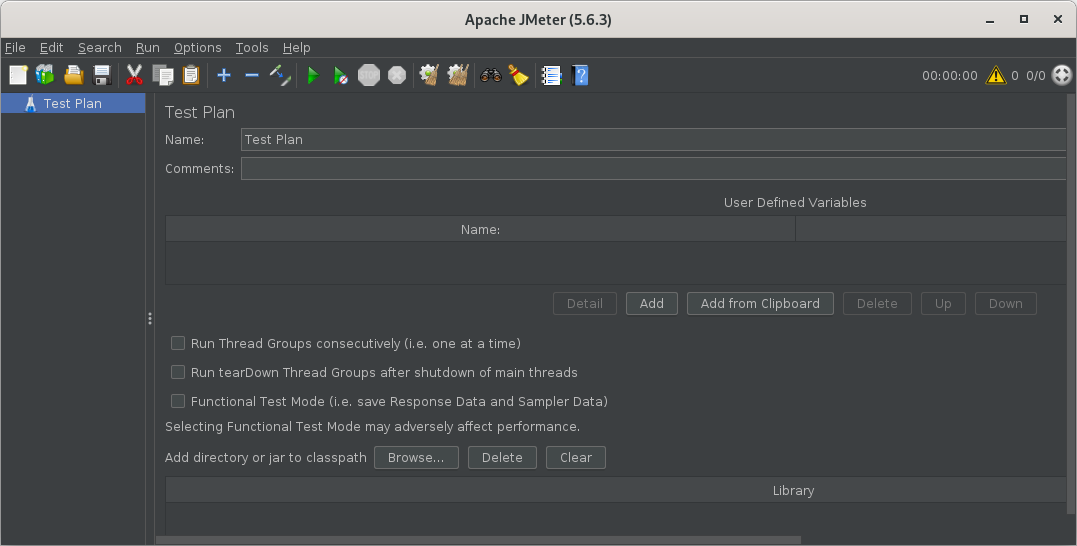 Apache JMeter (5.6.3)
File Edit Search Run Options Tools Help
STOP 00:00:00 0 0/0
Test Plan
Test Plan
Name: Test Plan
Comments:
User Defined Variables
Name:
Detail Add Add from Clipboard Delete Up Down
Run Thread Groups consecutively (i.e. one at a time)
Run tearDown Thread Groups after shutdown of main threads
Functional Test Mode (i.e. save Response Data and Sampler Data)
Selecting Functional Test Mode may adversely affect performance.
Add directory or jar to classpath Browse... Delete Clear
Library